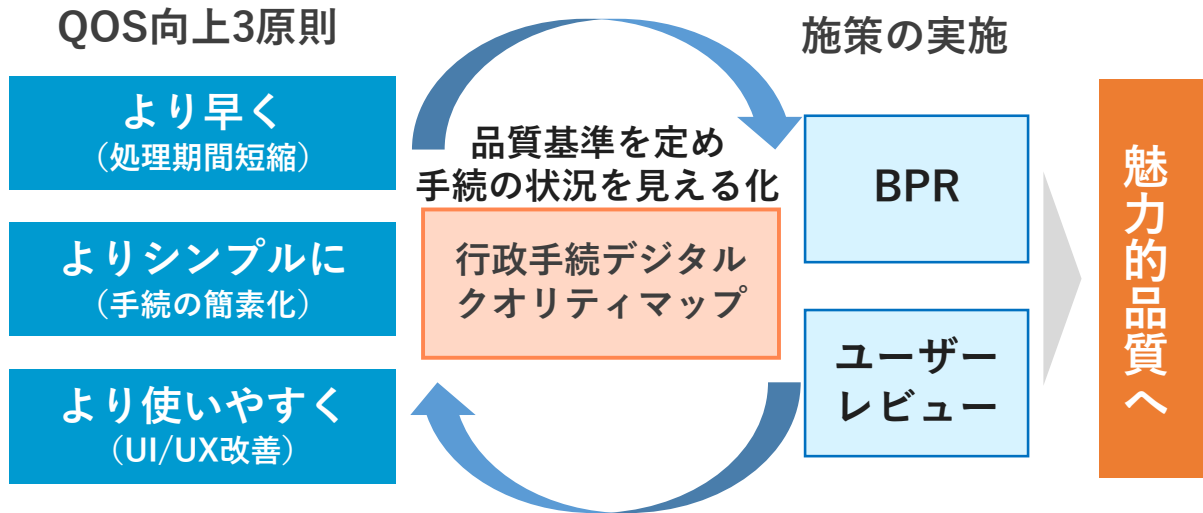 QOS向上3原則
より早く
（処理期間短縮）
よりシンプルに
（手続の簡素化）
より使いやすく
（UI/UX改善）
品質基準を定め
手続の状況を見える化
行政手続デジタル
クオリティマップ
施策の実施
BPR
ユーザー
レビュー
魅力的品質へ